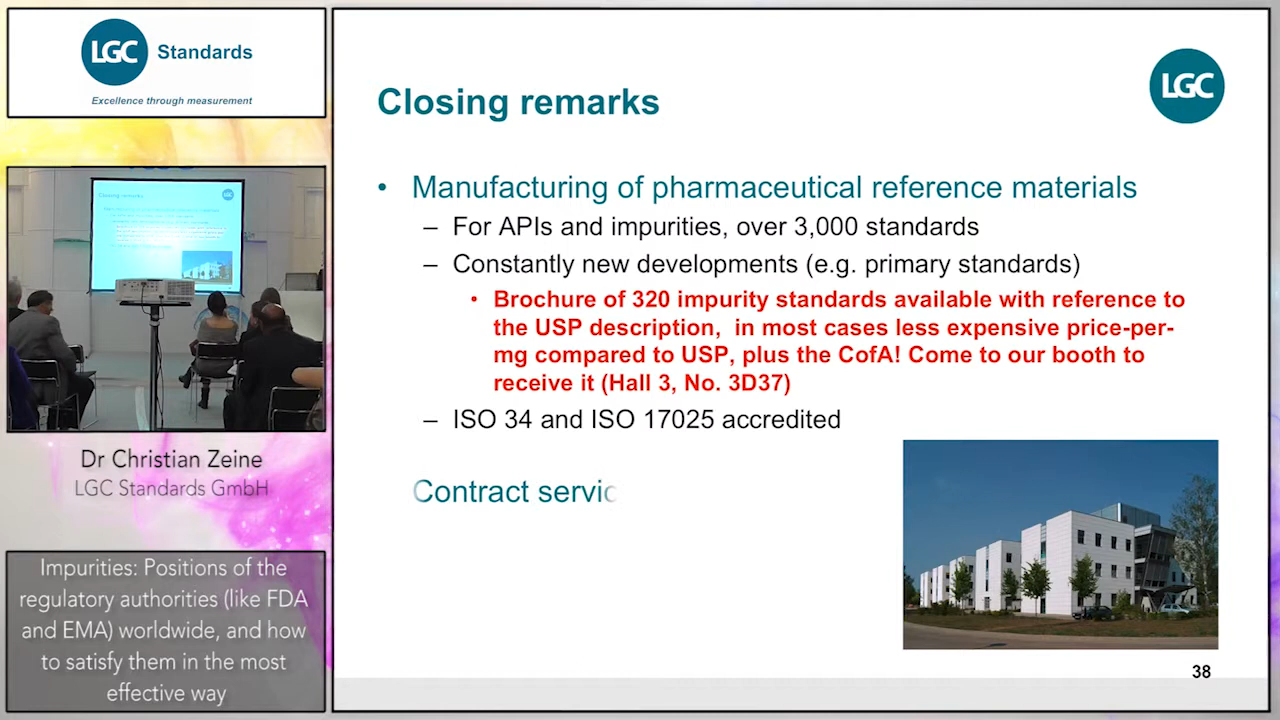 LGC Standards
Excellence through measurement
Closing remarks
Dr Christian Zeine
LGC Standards GmbH
Impurities: Positions of the
regulatory authorities (like FDA
and EMA) worldwide, and how
to satisfy them in the most
effective way
LGC
Closing remarks
• Manufacturing of pharmaceutical reference materials
– For APIs and impurities, over 3,000 standards
– Constantly new developments (e.g. primary standards)
• Brochure of 320 impurity standards available with reference to
the USP description, in most cases less expensive price-per-
mg compared to USP, plus the CofA! Come to our booth to
receive it (Hall 3, No. 3D37)
– ISO 34 and ISO 17025 accredited
Contract servic
38